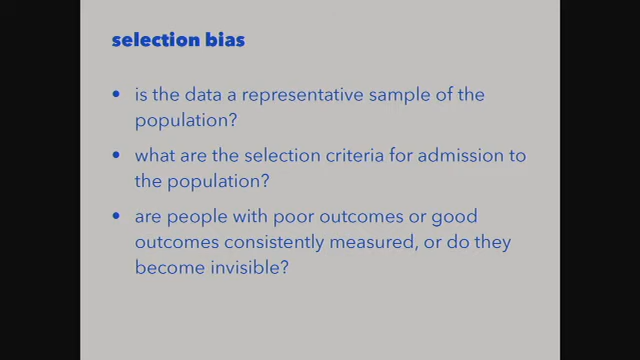 selection bias
• is the data a representative sample of the
population?
• what are the selection criteria for admission to
the population?
• are people with poor outcomes or good
outcomes consistently measured, or do they
become invisible?